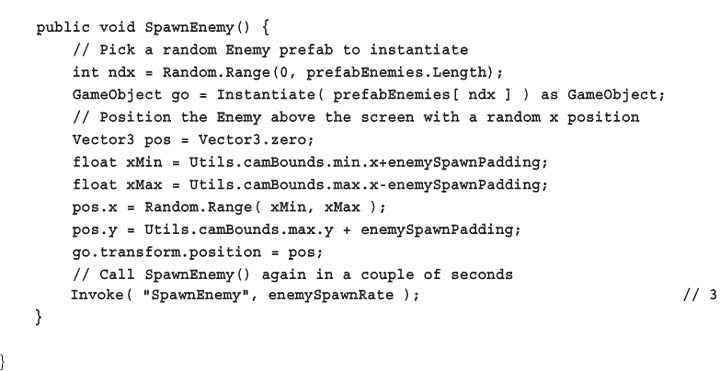 public void SpawnEnemy() {
// Pick a random Enemy prefab to instantiate
int ndx = Random.Range(0, prefabEnemies.Length);
GameObject go = Instantiate( prefabEnemies[ ndx ] ) as GameObject;
// Position the Enemy above the screen with a random x position
Vector3 pos = Vector3.zero;
float xMin = Utils.camBounds.min.x+enemySpawnPadding;
float xMax = Utils.camBounds.max.x-enemySpawnPadding;
pos.x = Random.Range( xMin, xMax );
pos.y = Utils.camBounds.max.y + enemySpawnPadding;
go.transform.position = pos;
// Call SpawnEnemy() again in a couple of seconds
Invoke( "SpawnEnemy", enemySpawnRate ); // 3
}
}